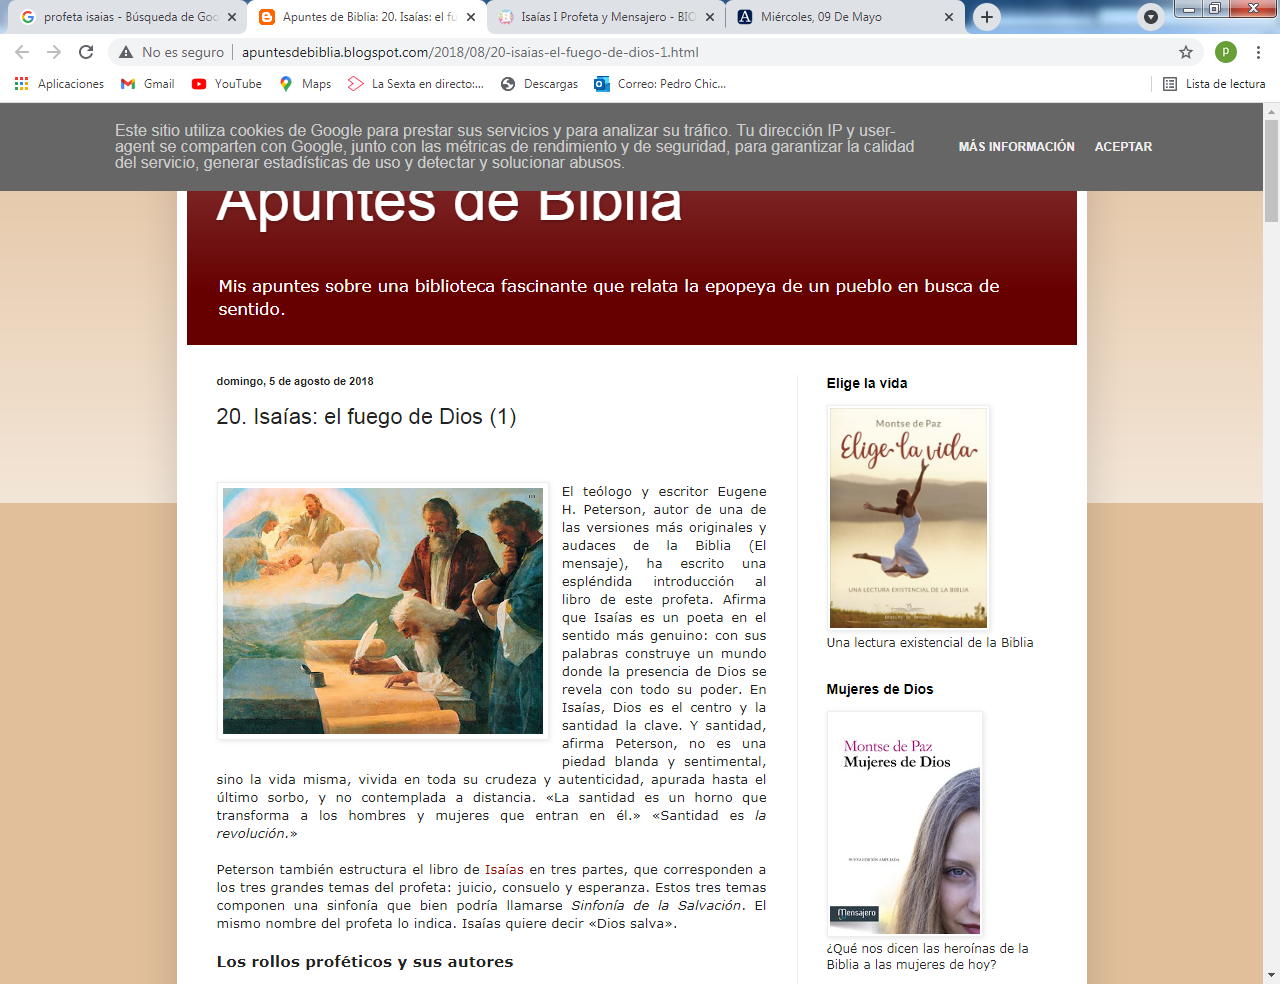 profeta isaias - Búsqueda de Goo
Apuntes de Biblia: 20. Isaías: el fu
Isaías I Profeta y Mensajero - BIO
Miércoles, 09 De Mayo
No es seguro
apuntesdebiblia.blogspot.com/2018/08/20-isaias-el-fuego-de-dios-1.html
P
Aplicaciones
Gmail
YouTube
Maps
La Sexta en directo:...
Descargas
Correo: Pedro Chic...
Lista de lectura
Este sitio utiliza cookies de Google para prestar sus servicios y para analizar su tráfico. Tu dirección IP y user-
agent se comparten con Google, junto con las métricas de rendimiento y de seguridad, para garantizar la calidad
del servicio, generar estadísticas de uso y detectar y solucionar abusos.
MÁS INFORMACIÓN
ACEPTAR
Apuntes de Biblia
Mis apuntes sobre una biblioteca fascinante que relata la epopeya de un pueblo en busca de
sentido.
domingo, 5 de agosto de 2018
20. Isaías: el fuego de Dios (1)
El teólogo y escritor Eugene
H. Peterson, autor de una de
las versiones más originales y
audaces de la Biblia (El
mensaje), ha escrito una
espléndida introducción al
libro de este profeta. Afirma
que Isaías es un poeta en el
sentido más genuino: con sus
palabras construye un mundo
donde la presencia de Dios se
revela con todo su poder. En
Isaías, Dios es el centro y la
santidad la clave. Y santidad,
afirma Peterson, no es una
piedad blanda y sentimental,
sino la vida misma, vivida en toda su crudeza y autenticidad, apurada hasta el
último sorbo, y no contemplada a distancia. «La santidad es un horno que
transforma a los hombres y mujeres que entran en él.» «Santidad es la
revolución.»
Peterson también estructura el libro de Isaías en tres partes, que corresponden a
los tres grandes temas del profeta: juicio, consuelo y esperanza. Estos tres temas
componen una sinfonía que bien podría llamarse Sinfonía de la Salvación. El
mismo nombre del profeta lo indica. Isaías quiere decir «Dios salva».
Los rollos proféticos y sus autores
Elige la vida
Montse de Paz
Elige la vida
UNA LECTURA EXISTENCIAL DE LA BIBLIA
Una lectura existencial de la Biblia
Mujeres de Dios
Montse de Paz
Mujeres de Dios
NUEVA EDICIÓN AMPLIADA
Mensajero
¿Qué nos dicen las heroínas de la
Biblia a las mujeres de hoy?